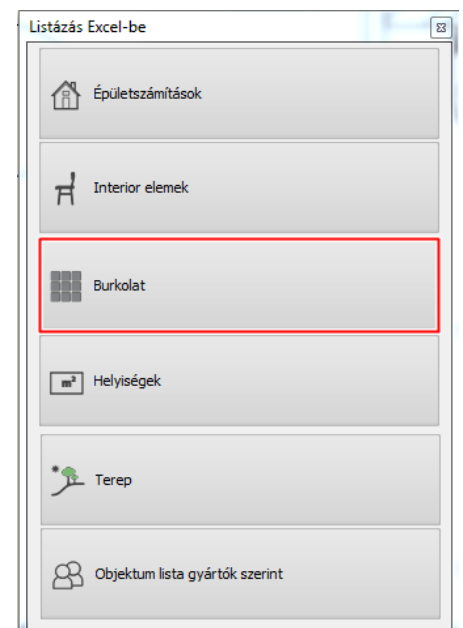 Listázás Excel-be
Épületszámítások
Interior elemek
Burkolat
m²
Helyiségek
Terep
Objektum lista gyártók szerint